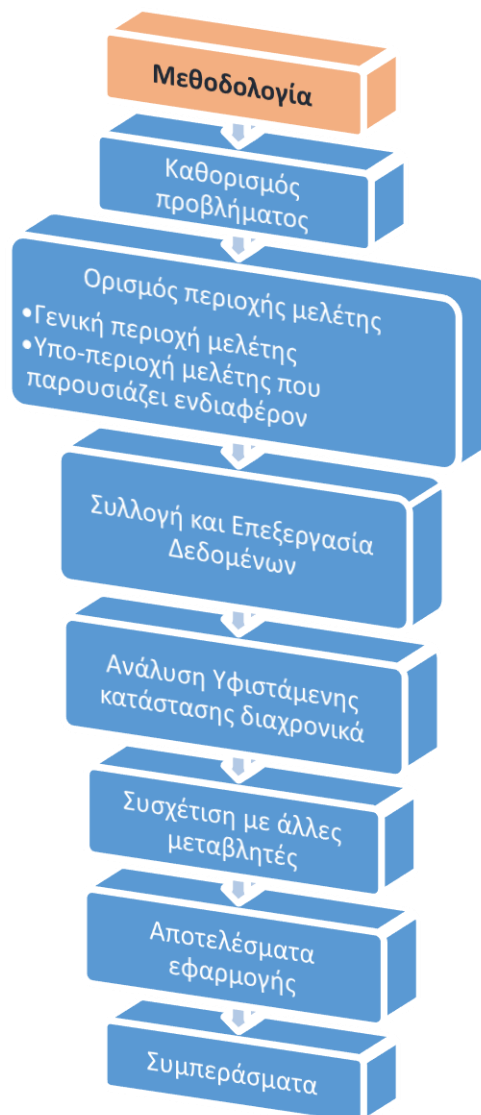 Μεθοδολογία
Καθορισμός
προβλήματος
Ορισμός περιοχής μελέτης
•Γενική περιοχή μελέτης
•Υπο-περιοχή μελέτης που
παρουσιάζει ενδιαφέρον
Συλλογή και Επεξεργασία
Δεδομένων
Ανάλυση Υφιστάμενης
κατάστασης διαχρονικά
Συσχέτιση με άλλες
μεταβλητές
Αποτελέσματα
εφαρμογής
Συμπεράσματα